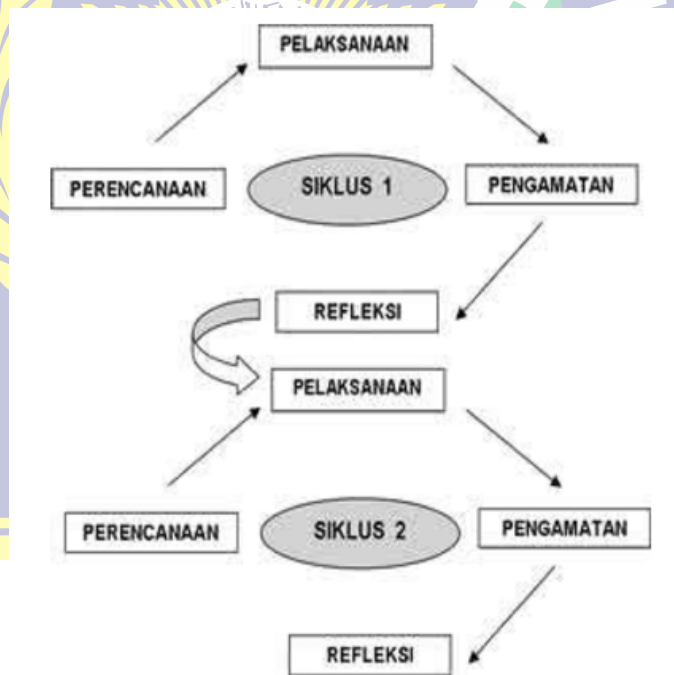 PELAKSANAAN
PERENCANAAN
SIKLUS 1
PENGAMATAN
REFLEKSI
PELAKSANAAN
PERENCANAAN
SIKLUS 2
PENGAMATAN
REFLEKSI